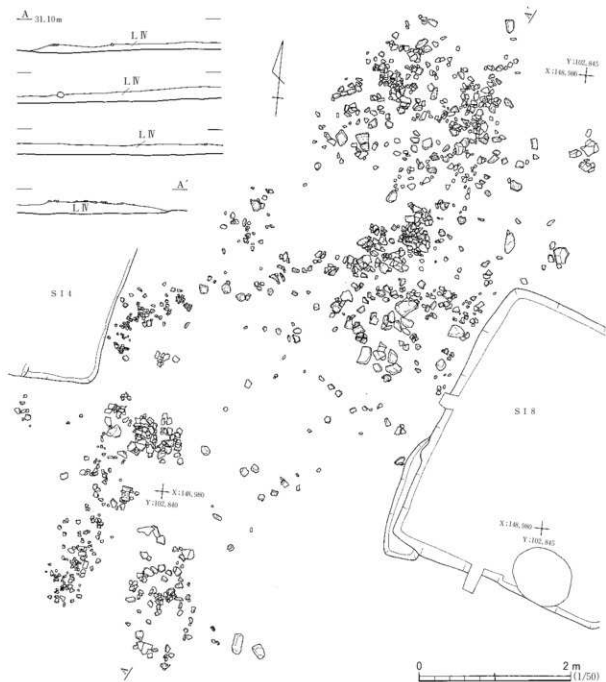 A 31.10m
L Ⅳ
L Ⅳ
L Ⅳ
A′
L Ⅳ
A′
Y:102,845
X:148,986
S I 4
S I 8
X:148,980
Y:102,840
X:148,980
Y:102,845
A
0 2 m
(1/50)